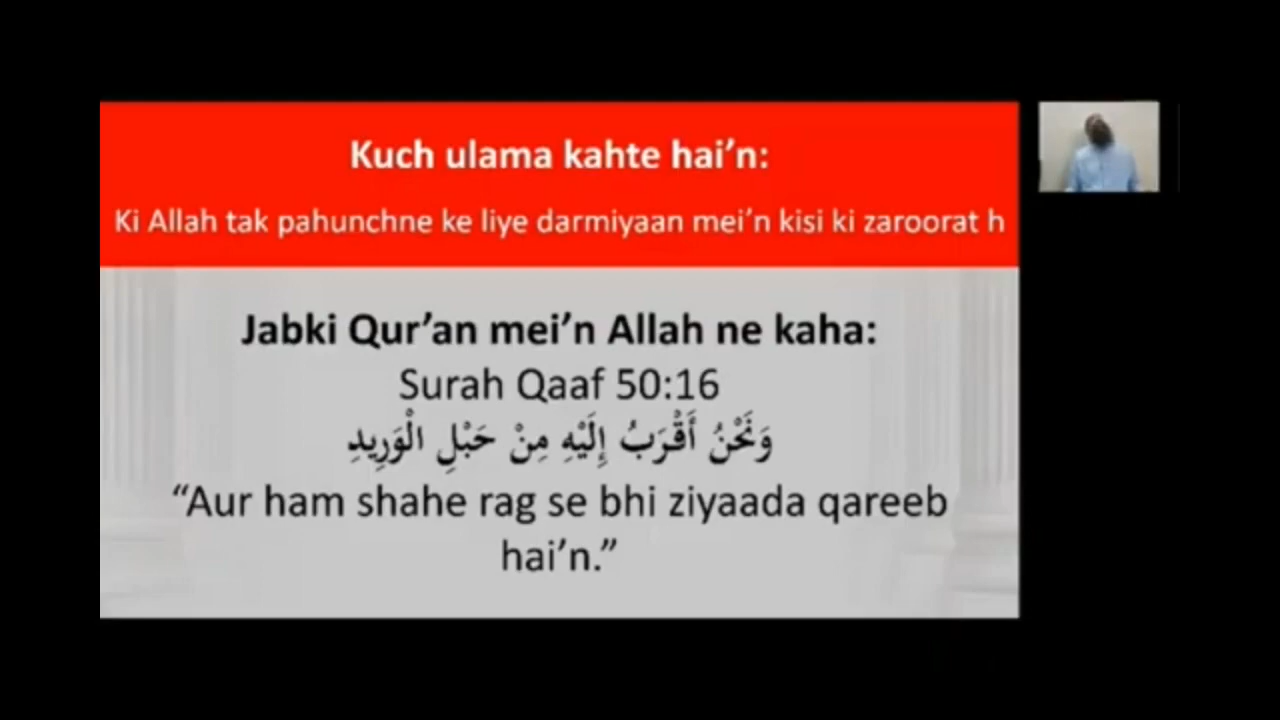 Kuch ulama kahte hai’n:
Ki Allah tak pahunchne ke liye darmiyaan mei’n kisi ki zaroorat h
Jabki Qur’an mei’n Allah ne kaha:
Surah Qaaf 50:16
وَنَحْنُ أَقْرَبُ إِلَيْهِ مِنْ حَبْلِ الْوَرِيدِ
“Aur ham shahe rag se bhi ziyaada qareeb
hai’n.”